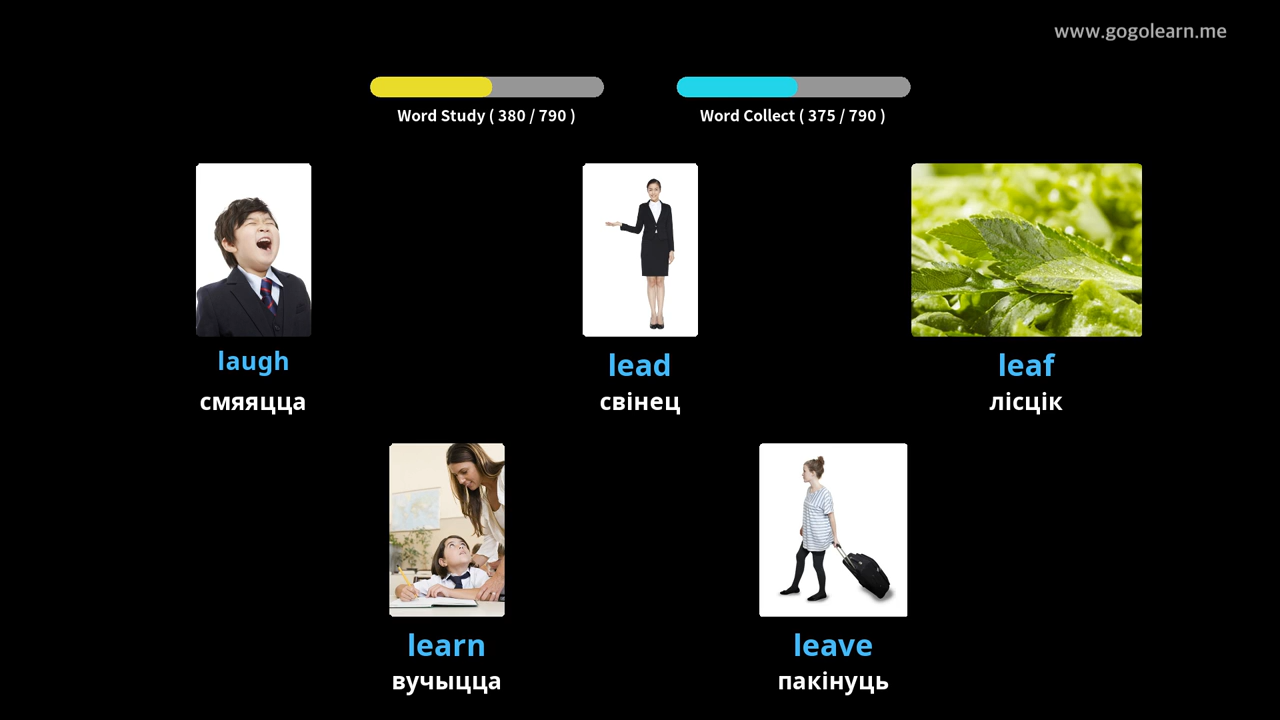 www.gogolearn.me
Word Study ( 380 / 790 )
Word Collect ( 375 / 790 )
laugh
смяяцца
lead
свінец
leaf
лісцік
learn
вучыцца
leave
пакінуць